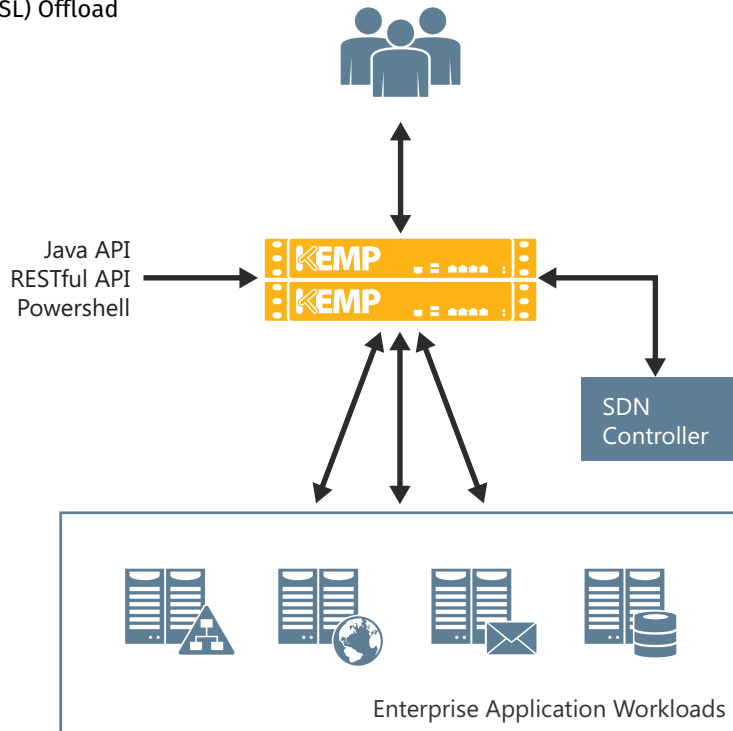 SL) Offload
Java API
RESTful API
Powershell
KEMP
KEMP
SDN
Controller
Enterprise Application Workloads